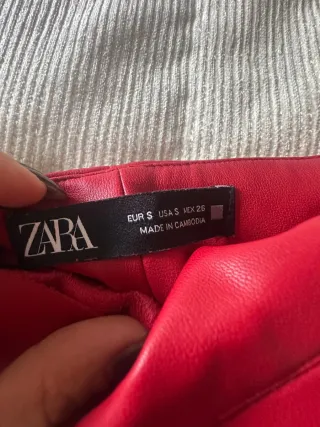 ZARA
EUR S USA S MEX 26
MADE IN CAMBODIA